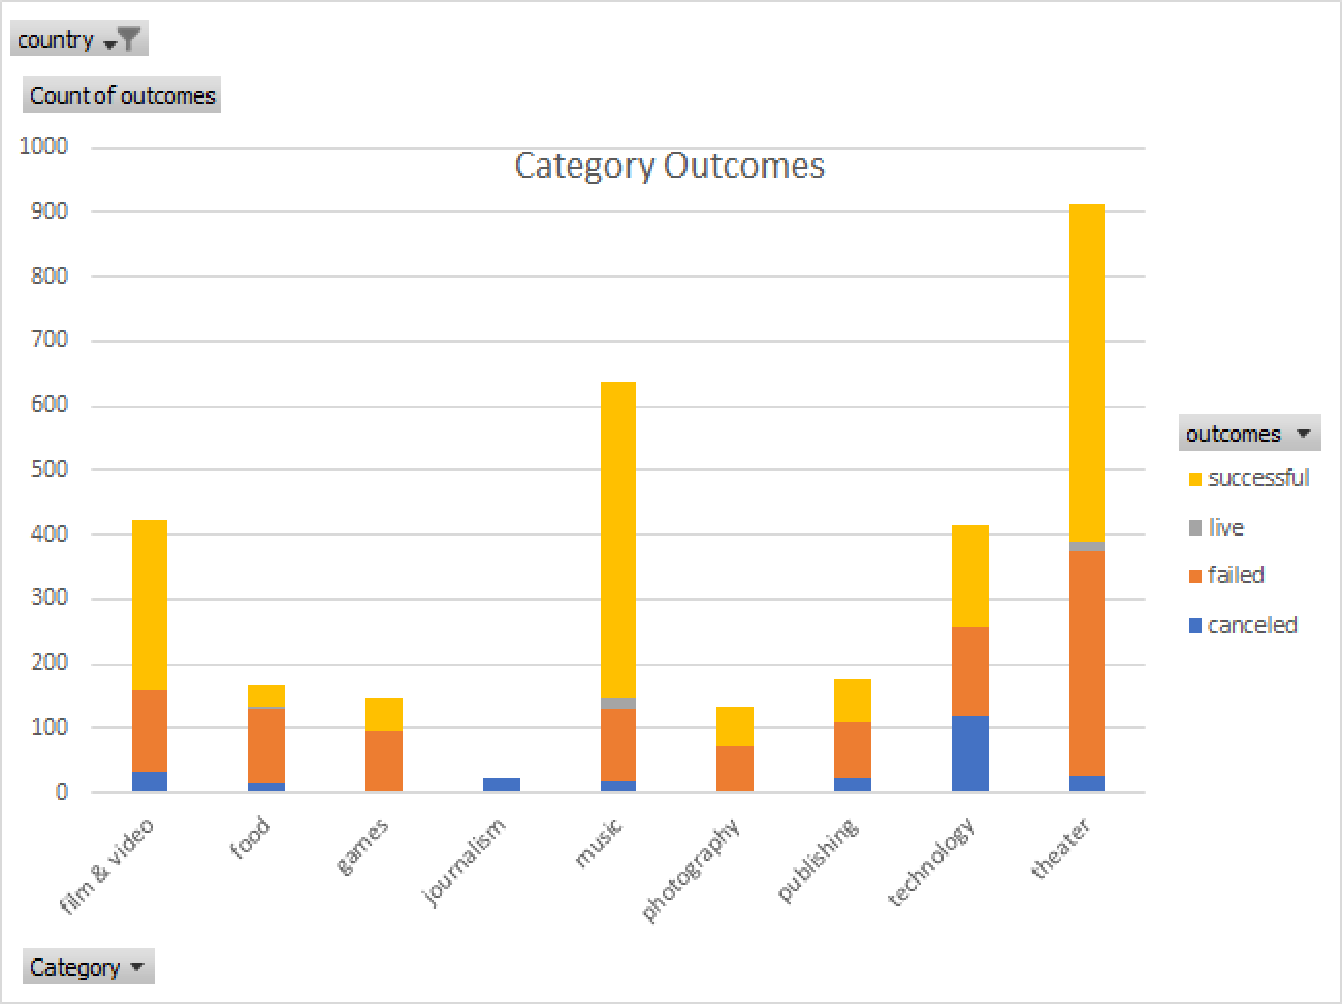 country
Count of outcomes
Category Outcomes
1000
900
800
700
600
500
400
300
200
100
0
outcomes
successful
live
failed
canceled
film & video
food
games
journalism
music
photography
publishing
technology
theater
Category